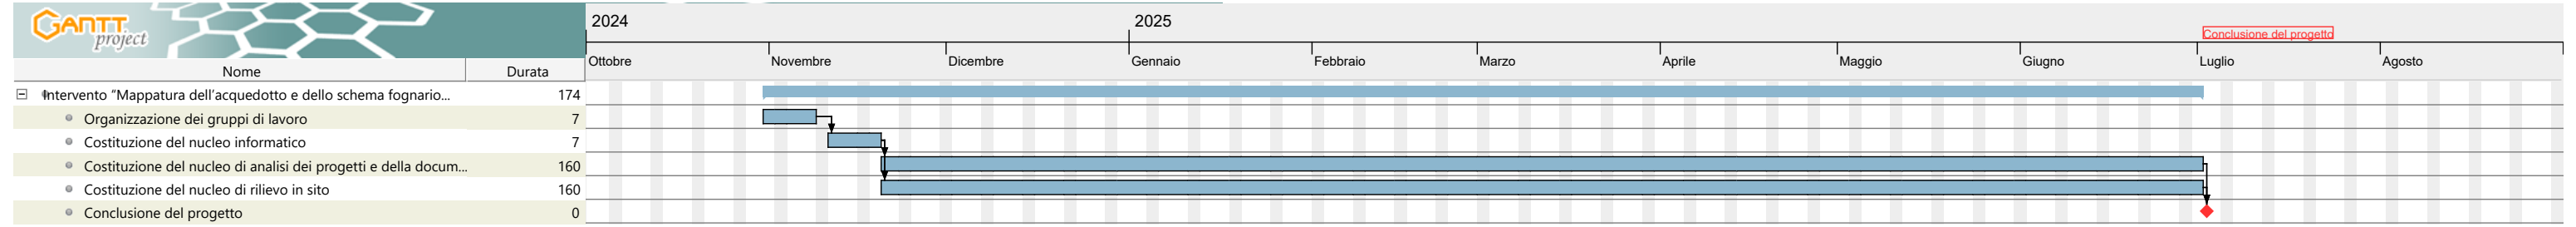 GANTT
project
2024
2025
Conclusione del progetto
Ottobre
Novembre
Dicembre
Gennaio
Febbraio
Marzo
Aprile
Maggio
Giugno
Luglio
Agosto
Nome
Durata
Intervento “Mappatura dell'acquedotto e dello schema fognario...
174
Organizzazione dei gruppi di lavoro
7
Costituzione del nucleo informatico
7
Costituzione del nucleo di analisi dei progetti e della docum...
160
Costituzione del nucleo di rilievo in sito
160
Conclusione del progetto
0